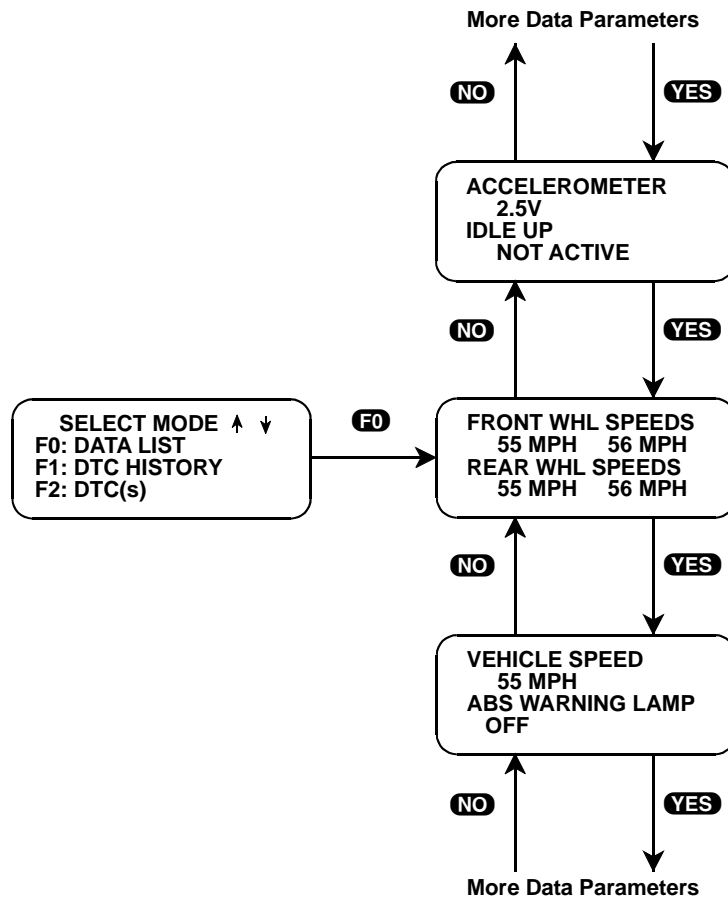 More Data Parameters
NO
YES
ACCELEROMETER
2.5V
IDLE UP
NOT ACTIVE
NO
YES
SELECT MODE ↑ ↓
F0: DATA LIST
F1: DTC HISTORY
F2: DTC(s)
F0
FRONT WHL SPEEDS
55 MPH 56 MPH
REAR WHL SPEEDS
55 MPH 56 MPH
NO
YES
VEHICLE SPEED
55 MPH
ABS WARNING LAMP
OFF
NO
YES
More Data Parameters